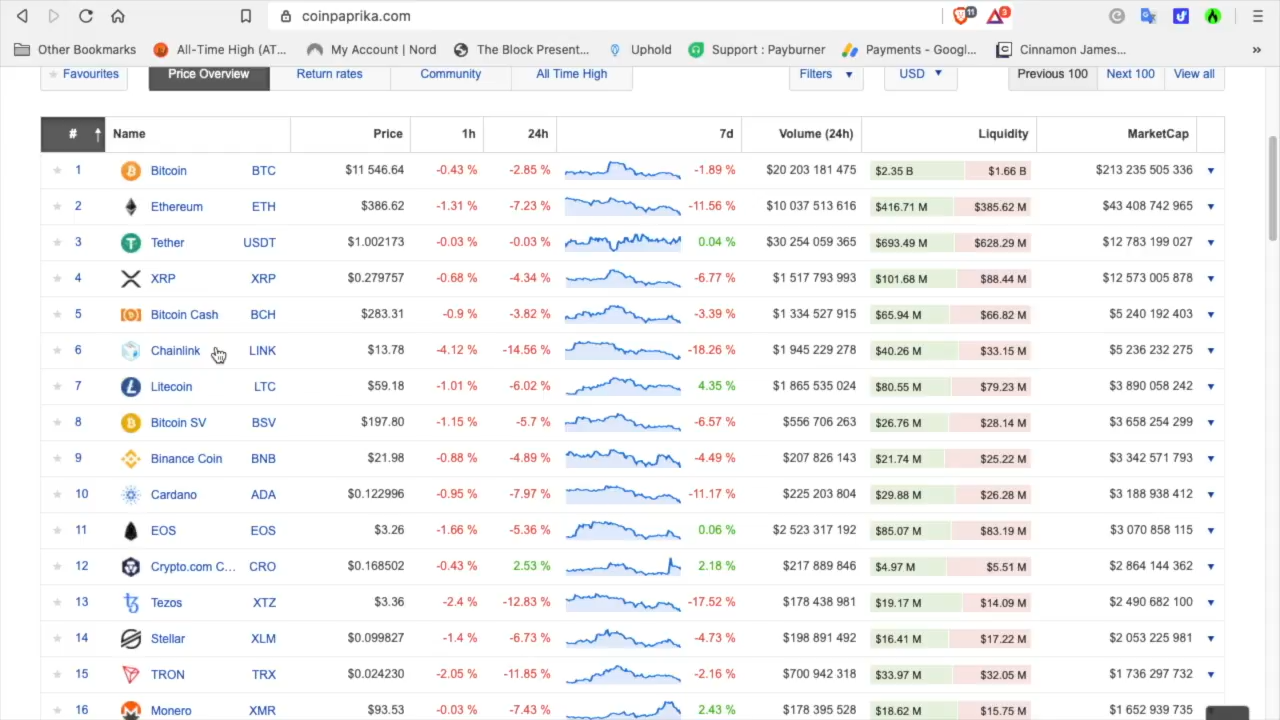 coinpaprika.com 11 3
Other Bookmarks All-Time High (AT... My Account | Nord The Block Present... Uphold Support : Payburner Payments - Googl... Cinnamon James... »
Favourites Price Overview Return rates Community All Time High Filters USD Previous 100 Next 100 View all
# Name Price 1h 24h 7d Volume (24h) Liquidity MarketCap
1 Bitcoin BTC $11 546.64 -0.43 % -2.85 % -1.89 % $20 203 181 475 $2.35 B $1.66 B $213 235 505 336
2 Ethereum ETH $386.62 -1.31 % -7.23 % -11.56 % $10 037 513 616 $416.71 M $385.62 M $43 408 742 965
3 Tether USDT $1.002173 -0.03 % -0.03 % 0.04 % $30 254 059 365 $693.49 M $628.29 M $12 783 199 027
4 XRP XRP $0.279757 -0.68 % -4.34 % -6.77 % $1 517 793 993 $101.68 M $88.44 M $12 573 005 878
5 Bitcoin Cash BCH $283.31 -0.9 % -3.82 % -3.39 % $1 334 527 915 $65.94 M $66.82 M $5 240 192 403
6 Chainlink LINK $13.78 -4.12 % -14.56 % -18.26 % $1 945 229 278 $40.26 M $33.15 M $5 236 232 275
7 Litecoin LTC $59.18 -1.01 % -6.02 % 4.35 % $1 865 535 024 $80.55 M $79.23 M $3 890 058 242
8 Bitcoin SV BSV $197.80 -1.15 % -5.7 % -6.57 % $556 706 263 $26.76 M $28.14 M $3 658 254 299
9 Binance Coin BNB $21.98 -0.88 % -4.89 % -4.49 % $207 826 143 $21.74 M $25.22 M $3 342 571 793
10 Cardano ADA $0.122996 -0.95 % -7.97 % -11.17 % $225 203 804 $29.88 M $26.28 M $3 188 938 412
11 EOS EOS $3.26 -1.66 % -5.36 % 0.06 % $2 523 317 192 $85.07 M $83.19 M $3 070 858 115
12 Crypto.com C... CRO $0.168502 -0.43 % 2.53 % 2.18 % $217 889 846 $4.97 M $5.51 M $2 864 144 362
13 Tezos XTZ $3.36 -2.4 % -12.83 % -17.52 % $178 438 981 $19.17 M $14.09 M $2 490 682 100
14 Stellar XLM $0.099827 -1.4 % -6.73 % -4.73 % $198 891 492 $16.41 M $17.22 M $2 053 225 981
15 TRON TRX $0.024230 -2.05 % -11.85 % -2.16 % $700 942 318 $33.97 M $32.05 M $1 736 297 732
16 Monero XMR $93.53 -0.03 % -7.43 % 2.43 % $178 395 528 $18.62 M $15.75 M $1 652 939 735